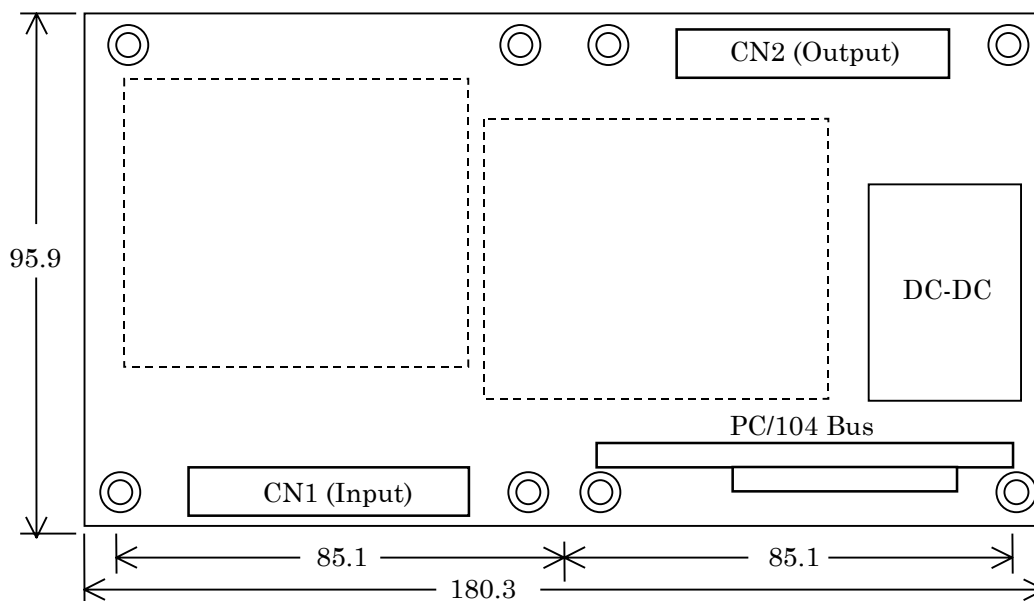 CN2 (Output)
95.9
DC-DC
PC/104 Bus
CN1 (Input)
85.1
85.1
180.3